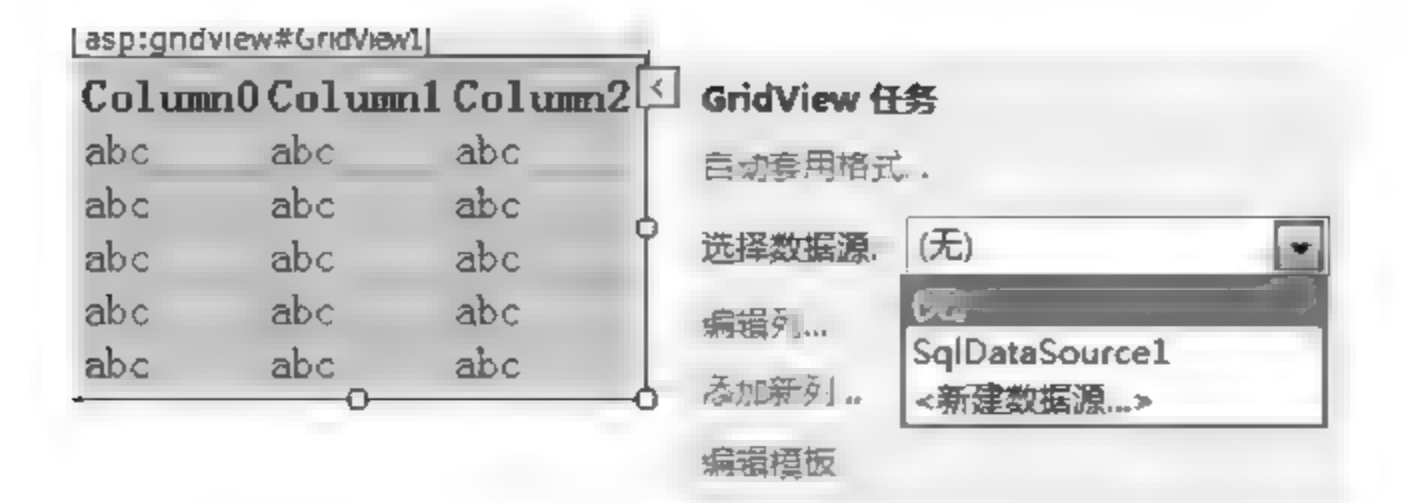 asp:gridview#GridView1
Column0 Column1 Column2
abc abc abc
abc abc abc
abc abc abc
abc abc abc
abc abc abc
GridView 任务
自动套用格式...
选择数据源: (无)
(无)
SqlDataSource1
<新建数据源...>
编辑列...
添加新列...
编辑模板